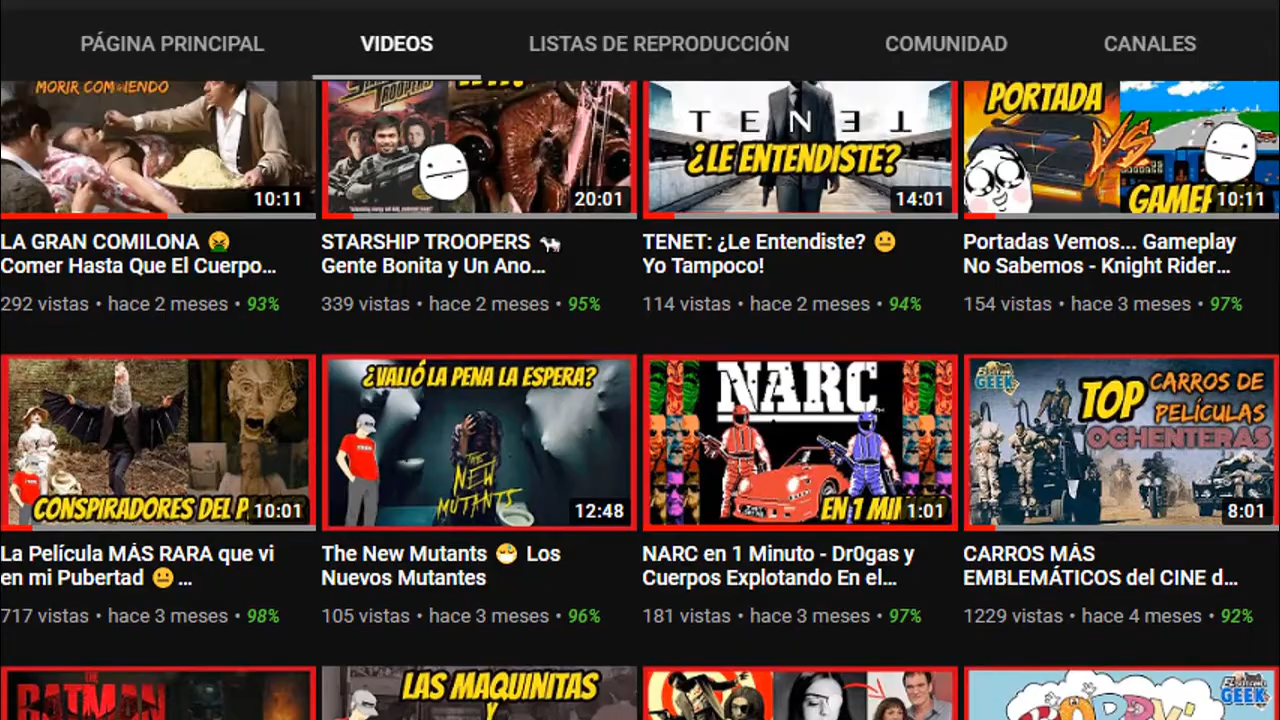 PÁGINA PRINCIPAL
VIDEOS
LISTAS DE REPRODUCCIÓN
COMUNIDAD
CANALES
MORIR COMIENDO
10:11
TROOPERS
20:01
TENET
¿LE ENTENDISTE?
14:01
PORTADA
VS
10:11
LA GRAN COMILONA 🤮
Comer Hasta Que El Cuerpo...
292 vistas • hace 2 meses • 93%
STARSHIP TROOPERS 🐄
Gente Bonita y Un Ano...
339 vistas • hace 2 meses • 95%
TENET: ¿Le Entendiste? 😐
Yo Tampoco!
114 vistas • hace 2 meses • 94%
Portadas Vemos... Gameplay
No Sabemos - Knight Rider...
154 vistas • hace 3 meses • 97%
CONSPIRADORES DEL P
10:01
¿VALIÓ LA PENA LA ESPERA?
THE
NEW
MUTANTS
12:48
NARC
EN 1 MIN
1:01
GEEK
TOP CARROS DE
PELÍCULAS
OCHENTERAS
8:01
La Película MÁS RARA que vi
en mi Pubertad 😐 ...
717 vistas • hace 3 meses • 98%
The New Mutants 😷 Los
Nuevos Mutantes
105 vistas • hace 3 meses • 96%
NARC en 1 Minuto - Dr0gas y
Cuerpos Explotando En el...
181 vistas • hace 3 meses • 97%
CARROS MÁS
EMBLEMÁTICOS del CINE d...
1229 vistas • hace 4 meses • 92%
THE
BATMAN
LAS MAQUINITAS
Y
GEEK